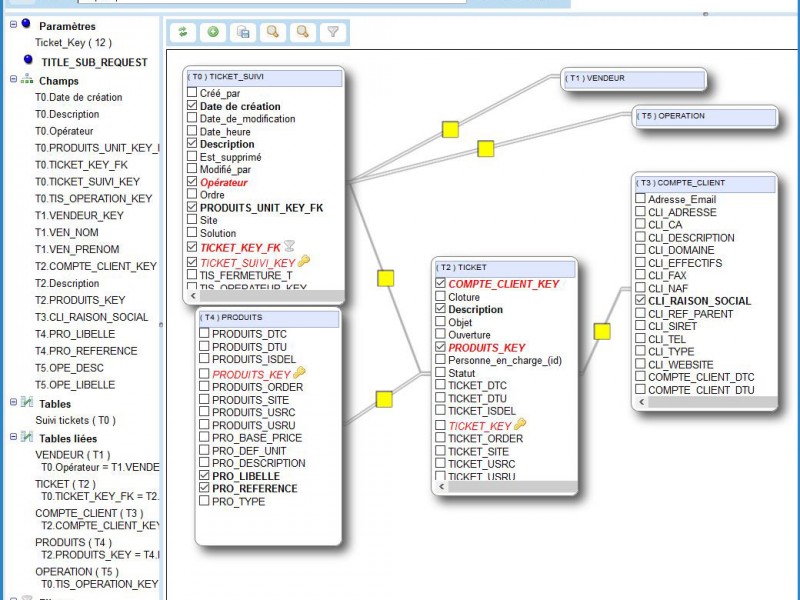 Paramètres
Ticket_Key ( 12 )
TITLE_SUB_REQUEST
Champs
T0.Date de création
T0.Description
T0.Opérateur
T0.PRODUITS_UNIT_KEY_
T0.TICKET_KEY_FK
T0.TICKET_SUIVI_KEY
T0.TIS_OPERATION_KEY
T1.VENDEUR_KEY
T1.VEN_NOM
T1.VEN_PRENOM
T2.COMPTE_CLIENT_KEY
T2.Description
T2.PRODUITS_KEY
T3.CLI_RAISON_SOCIAL
T4.PRO_LIBELLE
T4.PRO_REFERENCE
T5.OPE_DESC
T5.OPE_LIBELLE
Tables
Suivi tickets ( T0 )
Tables liées
VENDEUR ( T1 )
T0.Opérateur = T1.VENDE
TICKET ( T2 )
T0.TICKET_KEY_FK = T2.
COMPTE_CLIENT ( T3 )
T2.COMPTE_CLIENT_KEY
PRODUITS ( T4 )
T2.PRODUITS_KEY = T4.
OPERATION ( T5 )
T0.TIS_OPERATION_KEY
( T0 ) TICKET_SUIVI
Créé_par
Date de création
Date_de_modification
Date_heure
Description
Est_supprimé
Modifié_par
Opérateur
Ordre
PRODUITS_UNIT_KEY_FK
Site
Solution
TICKET_KEY_FK
TICKET_SUIVI_KEY
TIS_FERMETURE_T
TIS_OPERATEUR_KEY
( T4 ) PRODUITS
PRODUITS_DTC
PRODUITS_DTU
PRODUITS_ISDEL
PRODUITS_KEY
PRODUITS_ORDER
PRODUITS_SITE
PRODUITS_USRC
PRODUITS_USRU
PRO_BASE_PRICE
PRO_DEF_UNIT
PRO_DESCRIPTION
PRO_LIBELLE
PRO_REFERENCE
PRO_TYPE
( T1 ) VENDEUR
( T5 ) OPERATION
( T2 ) TICKET
COMPTE_CLIENT_KEY
Cloture
Description
Objet
Ouverture
PRODUITS_KEY
Personne_en_charge_(id)
Statut
TICKET_DTC
TICKET_DTU
TICKET_ISDEL
TICKET_KEY
TICKET_ORDER
TICKET_SITE
TICKET_USRC
TICKET_USRU
( T3 ) COMPTE_CLIENT
Adresse_Email
CLI_ADRESSE
CLI_CA
CLI_DESCRIPTION
CLI_DOMAINE
CLI_EFFECTIFS
CLI_FAX
CLI_NAF
CLI_RAISON_SOCIAL
CLI_REF_PARENT
CLI_SIRET
CLI_TEL
CLI_TYPE
CLI_WEBSITE
COMPTE_CLIENT_DTC
COMPTE_CLIENT_DTU